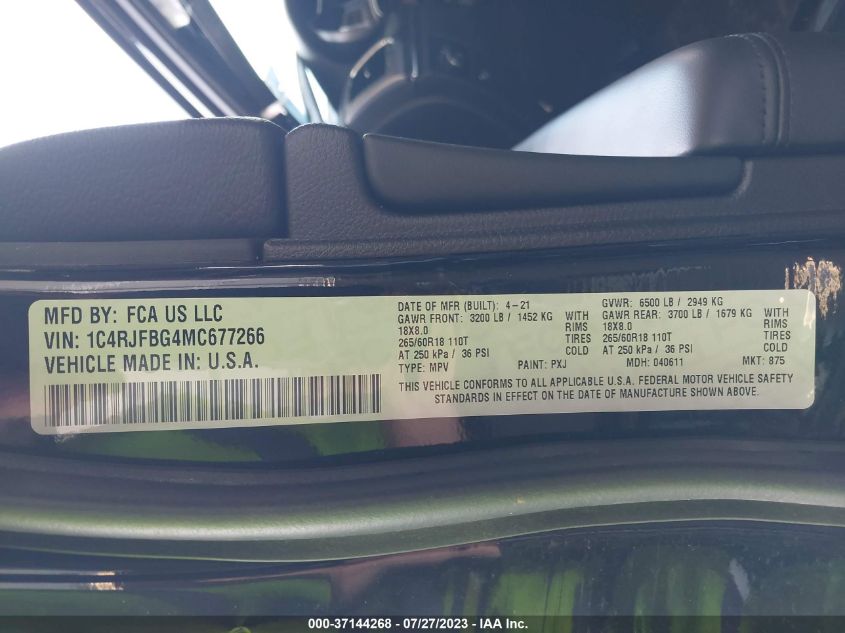 MFD BY: FCA US LLC
VIN: 1C4RJFBG4MC677266
VEHICLE MADE IN: U.S.A.
DATE OF MFR (BUILT): 4-21
GAWR FRONT: 3200 LB / 1452 KG WITH
18X8.0 RIMS
265/60R18 110T TIRES
AT 250 kPa / 36 PSI COLD
TYPE: MPV PAINT: PXJ
GVWR: 6500 LB / 2949 KG
GAWR REAR: 3700 LB / 1679 KG WITH
18X8.0 RIMS
265/60R18 110T TIRES
AT 250 kPa / 36 PSI COLD
MDH: 040611 MKT: 875
THIS VEHICLE CONFORMS TO ALL APPLICABLE U.S.A. FEDERAL MOTOR VEHICLE SAFETY
STANDARDS IN EFFECT ON THE DATE OF MANUFACTURE SHOWN ABOVE.
000-37144268 - 07/27/2023 - IAA Inc.